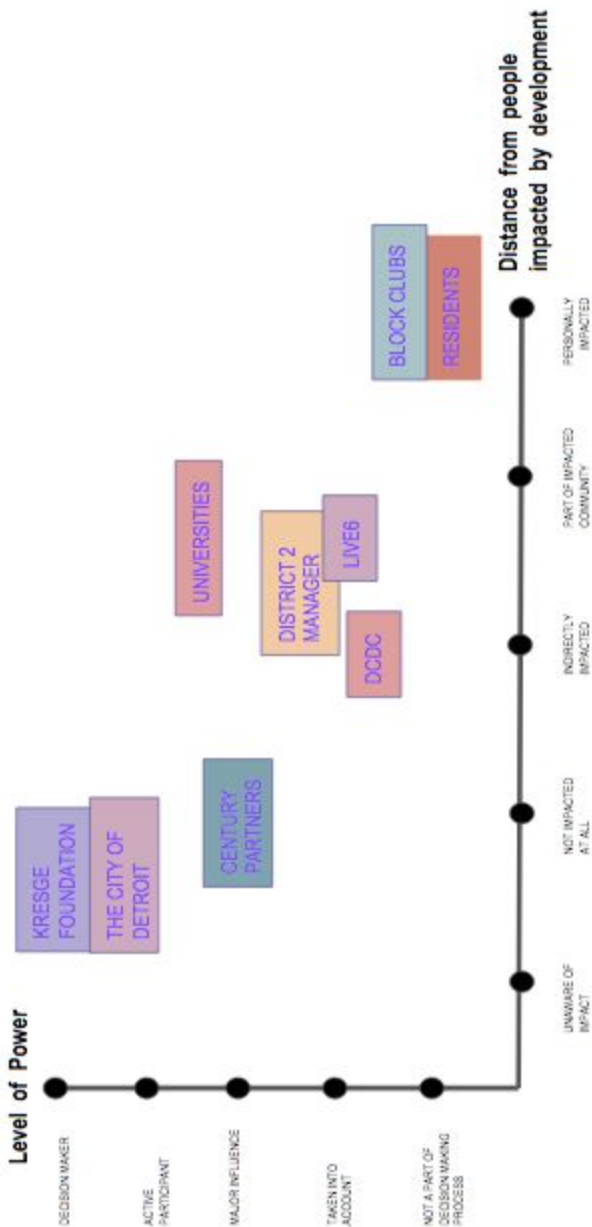 Level of Power
DECISION MAKER
ACTIVE
PARTICIPANT
MAJOR INFLUENCE
TAKEN INTO
ACCOUNT
NOT A PART OF
DECISION MAKING
PROCESS
KRESGE
FOUNDATION
THE CITY OF
DETROIT
CENTURY
PARTNERS
UNIVERSITIES
DISTRICT 2
MANAGER
LIVE6
DCDC
BLOCK CLUBS
RESIDENTS
UNAWARE OF
IMPACT
NOT IMPACTED
AT ALL
INDIRECTLY
IMPACTED
PART OF IMPACTED
COMMUNITY
PERSONALLY
IMPACTED
Distance from people
impacted by development